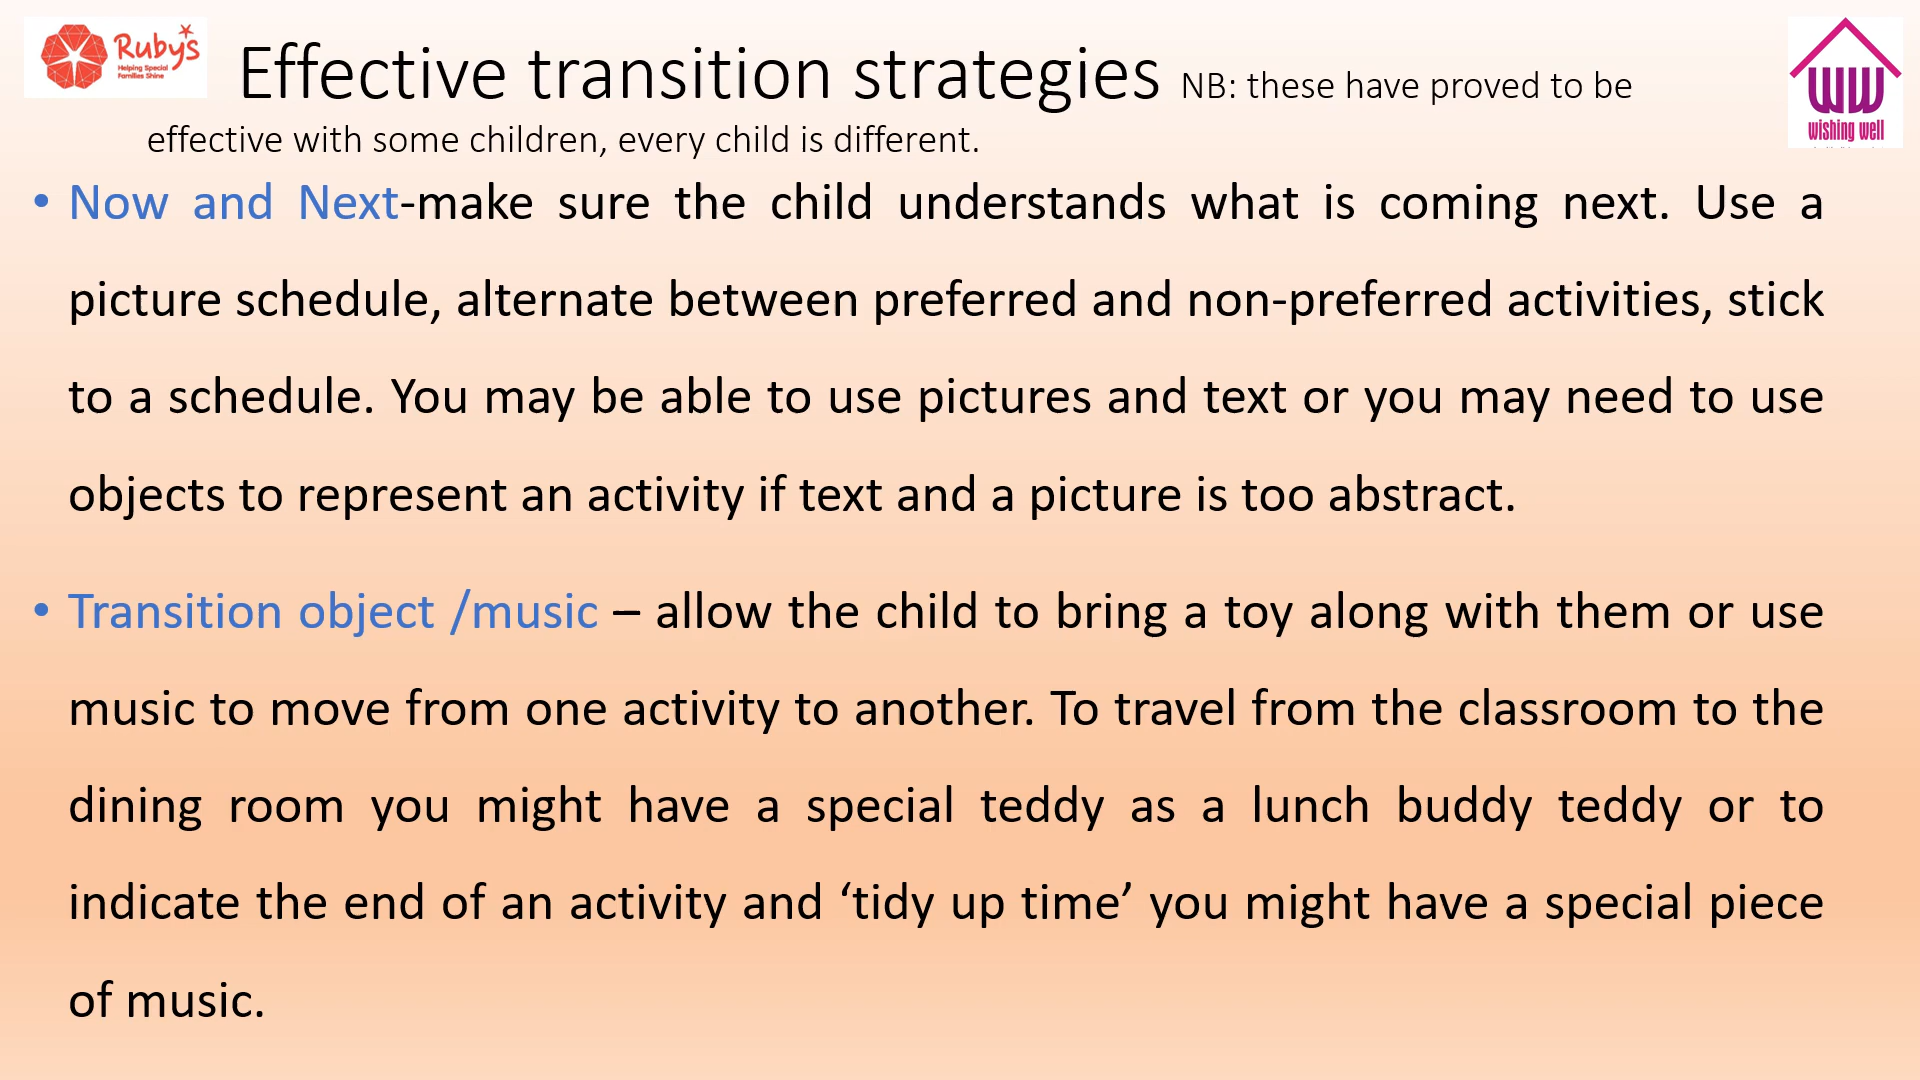 Rubys
Helping Special
Families Shine
Effective transition strategies NB: these have proved to be
effective with some children, every child is different.
WW
wishing well
• Now and Next-make sure the child understands what is coming next. Use a
picture schedule, alternate between preferred and non-preferred activities, stick
to a schedule. You may be able to use pictures and text or you may need to use
objects to represent an activity if text and a picture is too abstract.
• Transition object /music – allow the child to bring a toy along with them or use
music to move from one activity to another. To travel from the classroom to the
dining room you might have a special teddy as a lunch buddy teddy or to
indicate the end of an activity and ‘tidy up time’ you might have a special piece
of music.